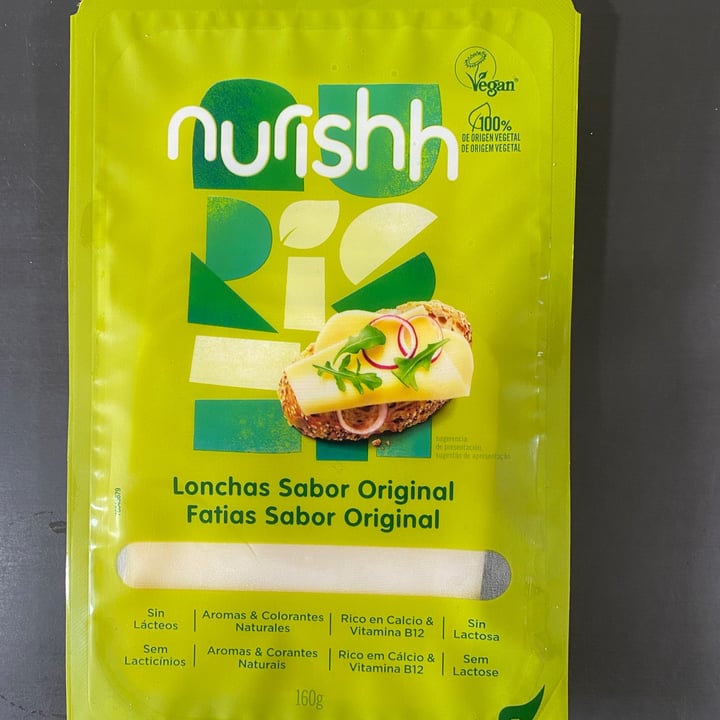 Vegan
nurishh
100%
DE ORIGEN VEGETAL
DE ORIGEM VEGETAL
sugerencia
de presentación,
sugestão de apresentação
Lonchas Sabor Original
Fatias Sabor Original
Sin
Lácteos
Aromas & Colorantes
Naturales
Rico en Calcio &
Vitamina B12
Sin
Lactosa
Sem
Lacticínios
Aromas & Corantes
Naturais
Rico em Cálcio &
Vitamina B12
Sem
Lactose
160g